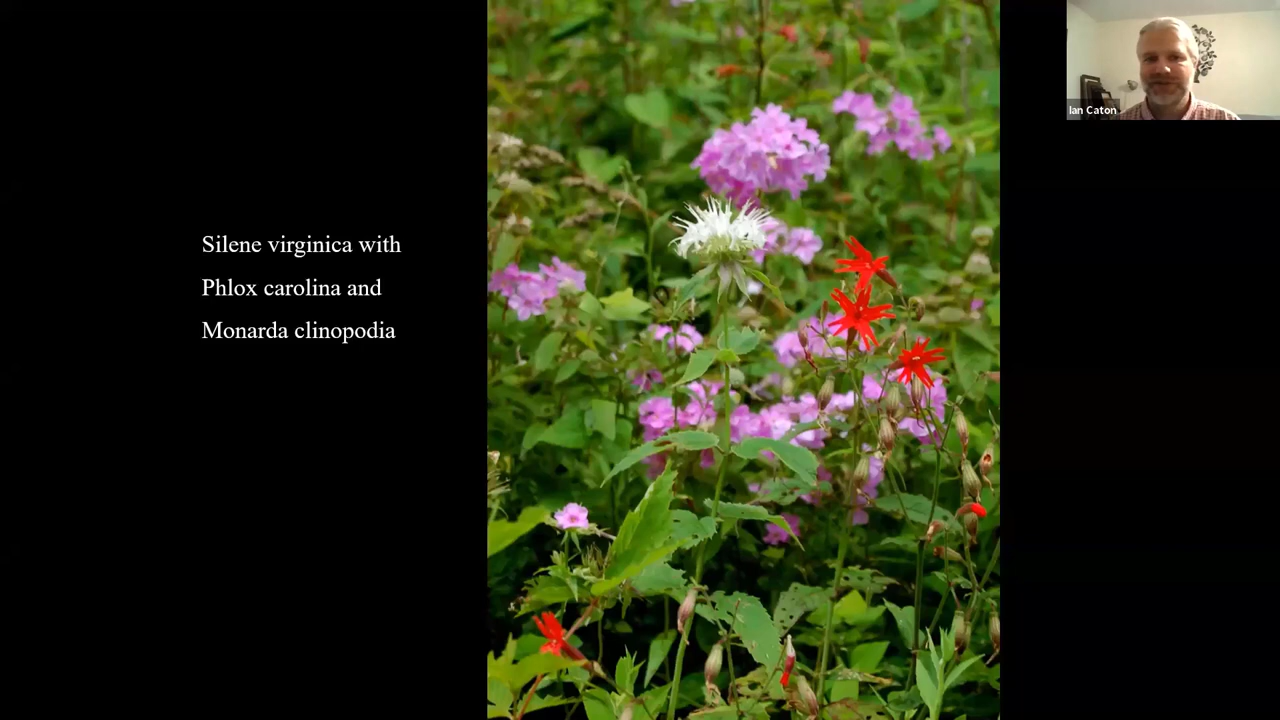 Silene virginica with
Phlox carolina and
Monarda clinopodia
Ian Caton